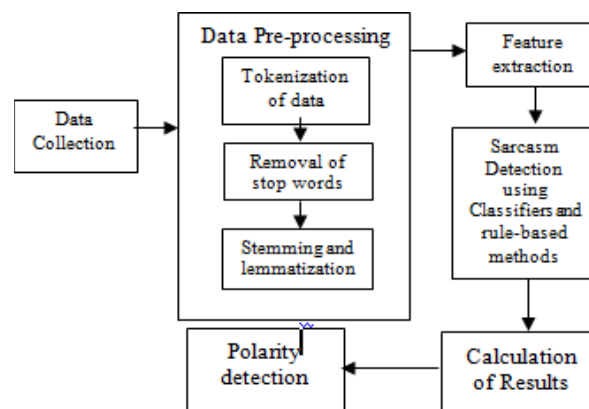 Data Pre-processing
Tokenization
of data
Removal of
stop words
Stemming and
lemmatization
Data
Collection
Feature
extraction
Sarcasm
Detection
using
Classifiers and
rule-based
methods
Calculation
of Results
Polarity
detection